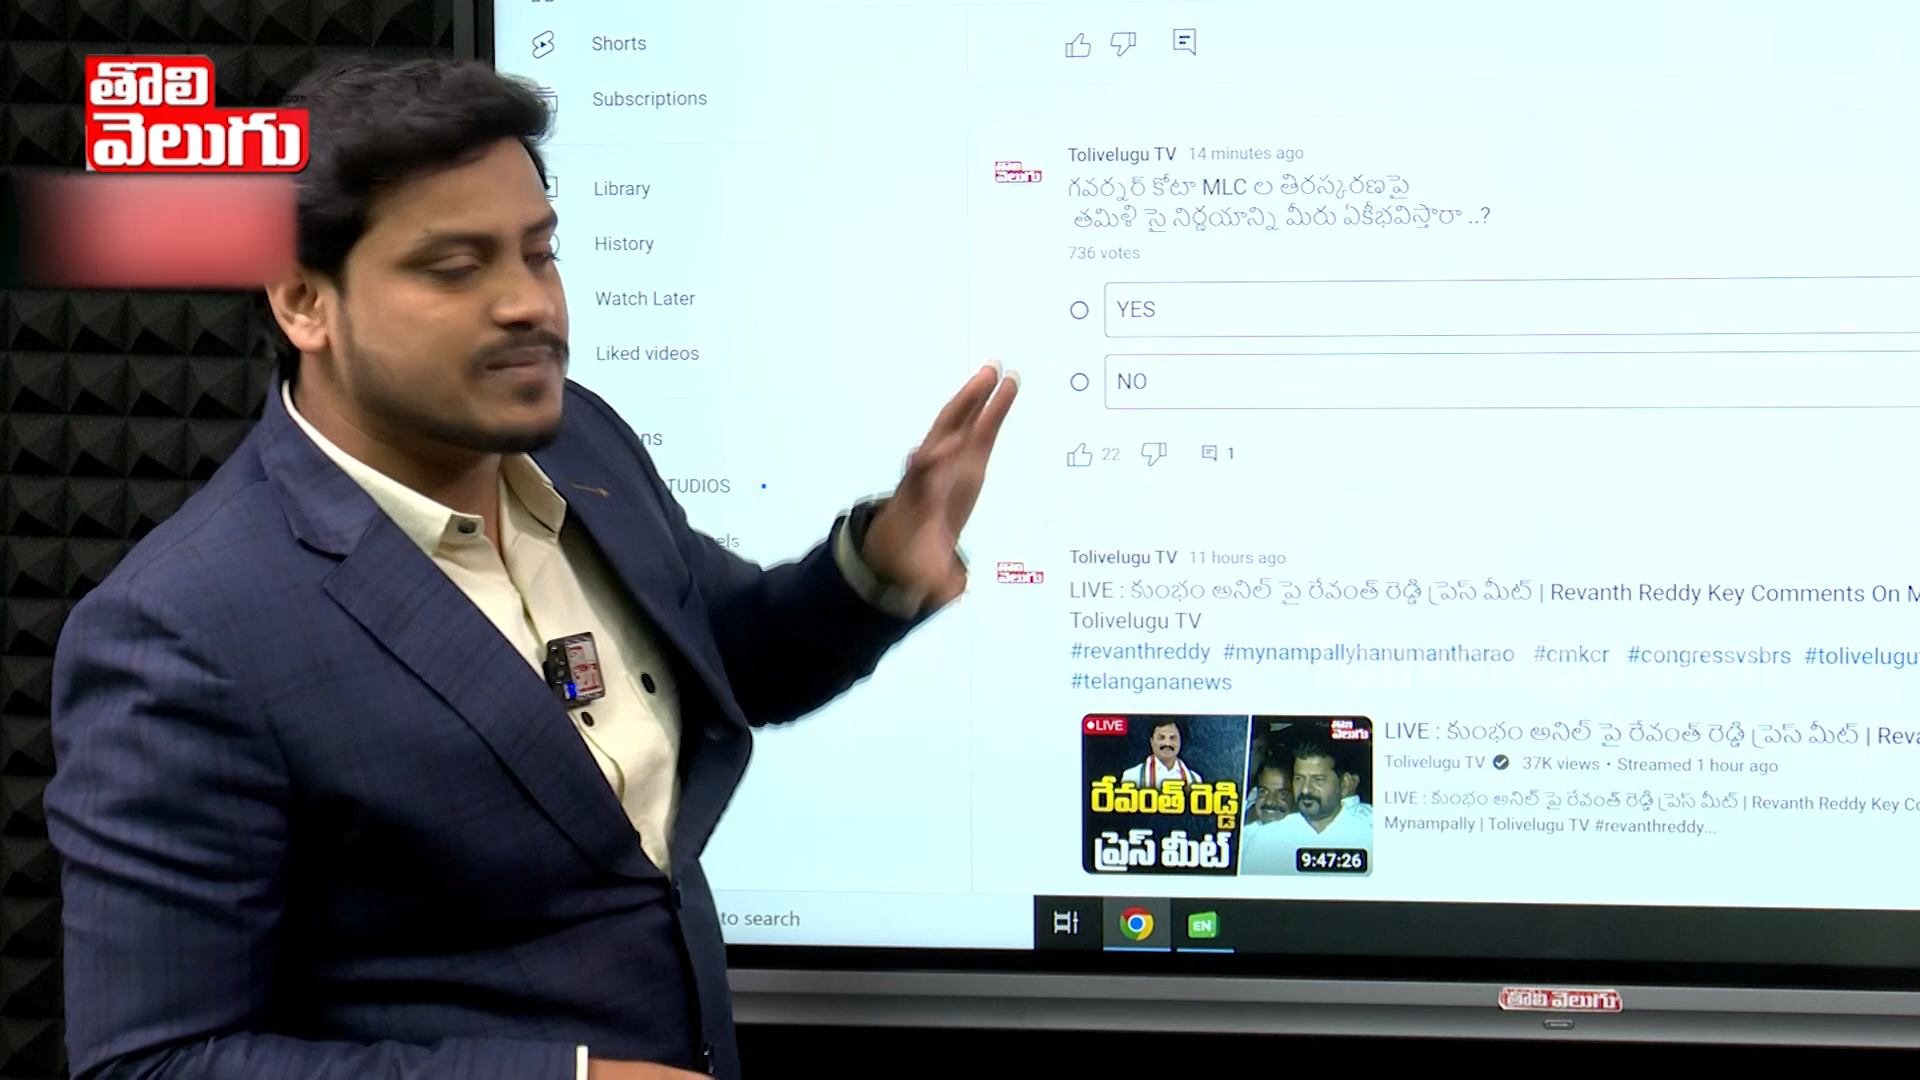 తొలి
వెలుగు
Shorts
Subscriptions
Library
History
Watch Later
Liked videos
TUDIOS
to search
Tolivelugu TV 14 minutes ago
గవర్నర్ కోటా MLC ల తిరస్కరణపై
తమిళి సై నిర్ణయాన్ని మీరు ఏకీభవిస్తారా ..?
736 votes
YES
NO
22
1
Tolivelugu TV 11 hours ago
LIVE : కుంభం అనిల్ పై రేవంత్ రెడ్డి ప్రెస్ మీట్ | Revanth Reddy Key Comments On M
Tolivelugu TV
#revanthreddy #mynampallyhanumantharao #cmkcr #congressvsbrs #tolivelugu
#telangananews
LIVE
తొలి
వెలుగు
రేవంత్ రెడ్డి
ప్రెస్ మీట్
9:47:26
LIVE : కుంభం అనిల్ పై రేవంత్ రెడ్డి ప్రెస్ మీట్ | Reva
Tolivelugu TV 37K views • Streamed 1 hour ago
LIVE : కుంభం అనిల్ పై రేవంత్ రెడ్డి ప్రెస్ మీట్ | Revanth Reddy Key Co
Mynampally | Tolivelugu TV #revanthreddy...
EN
తొలి వెలుగు